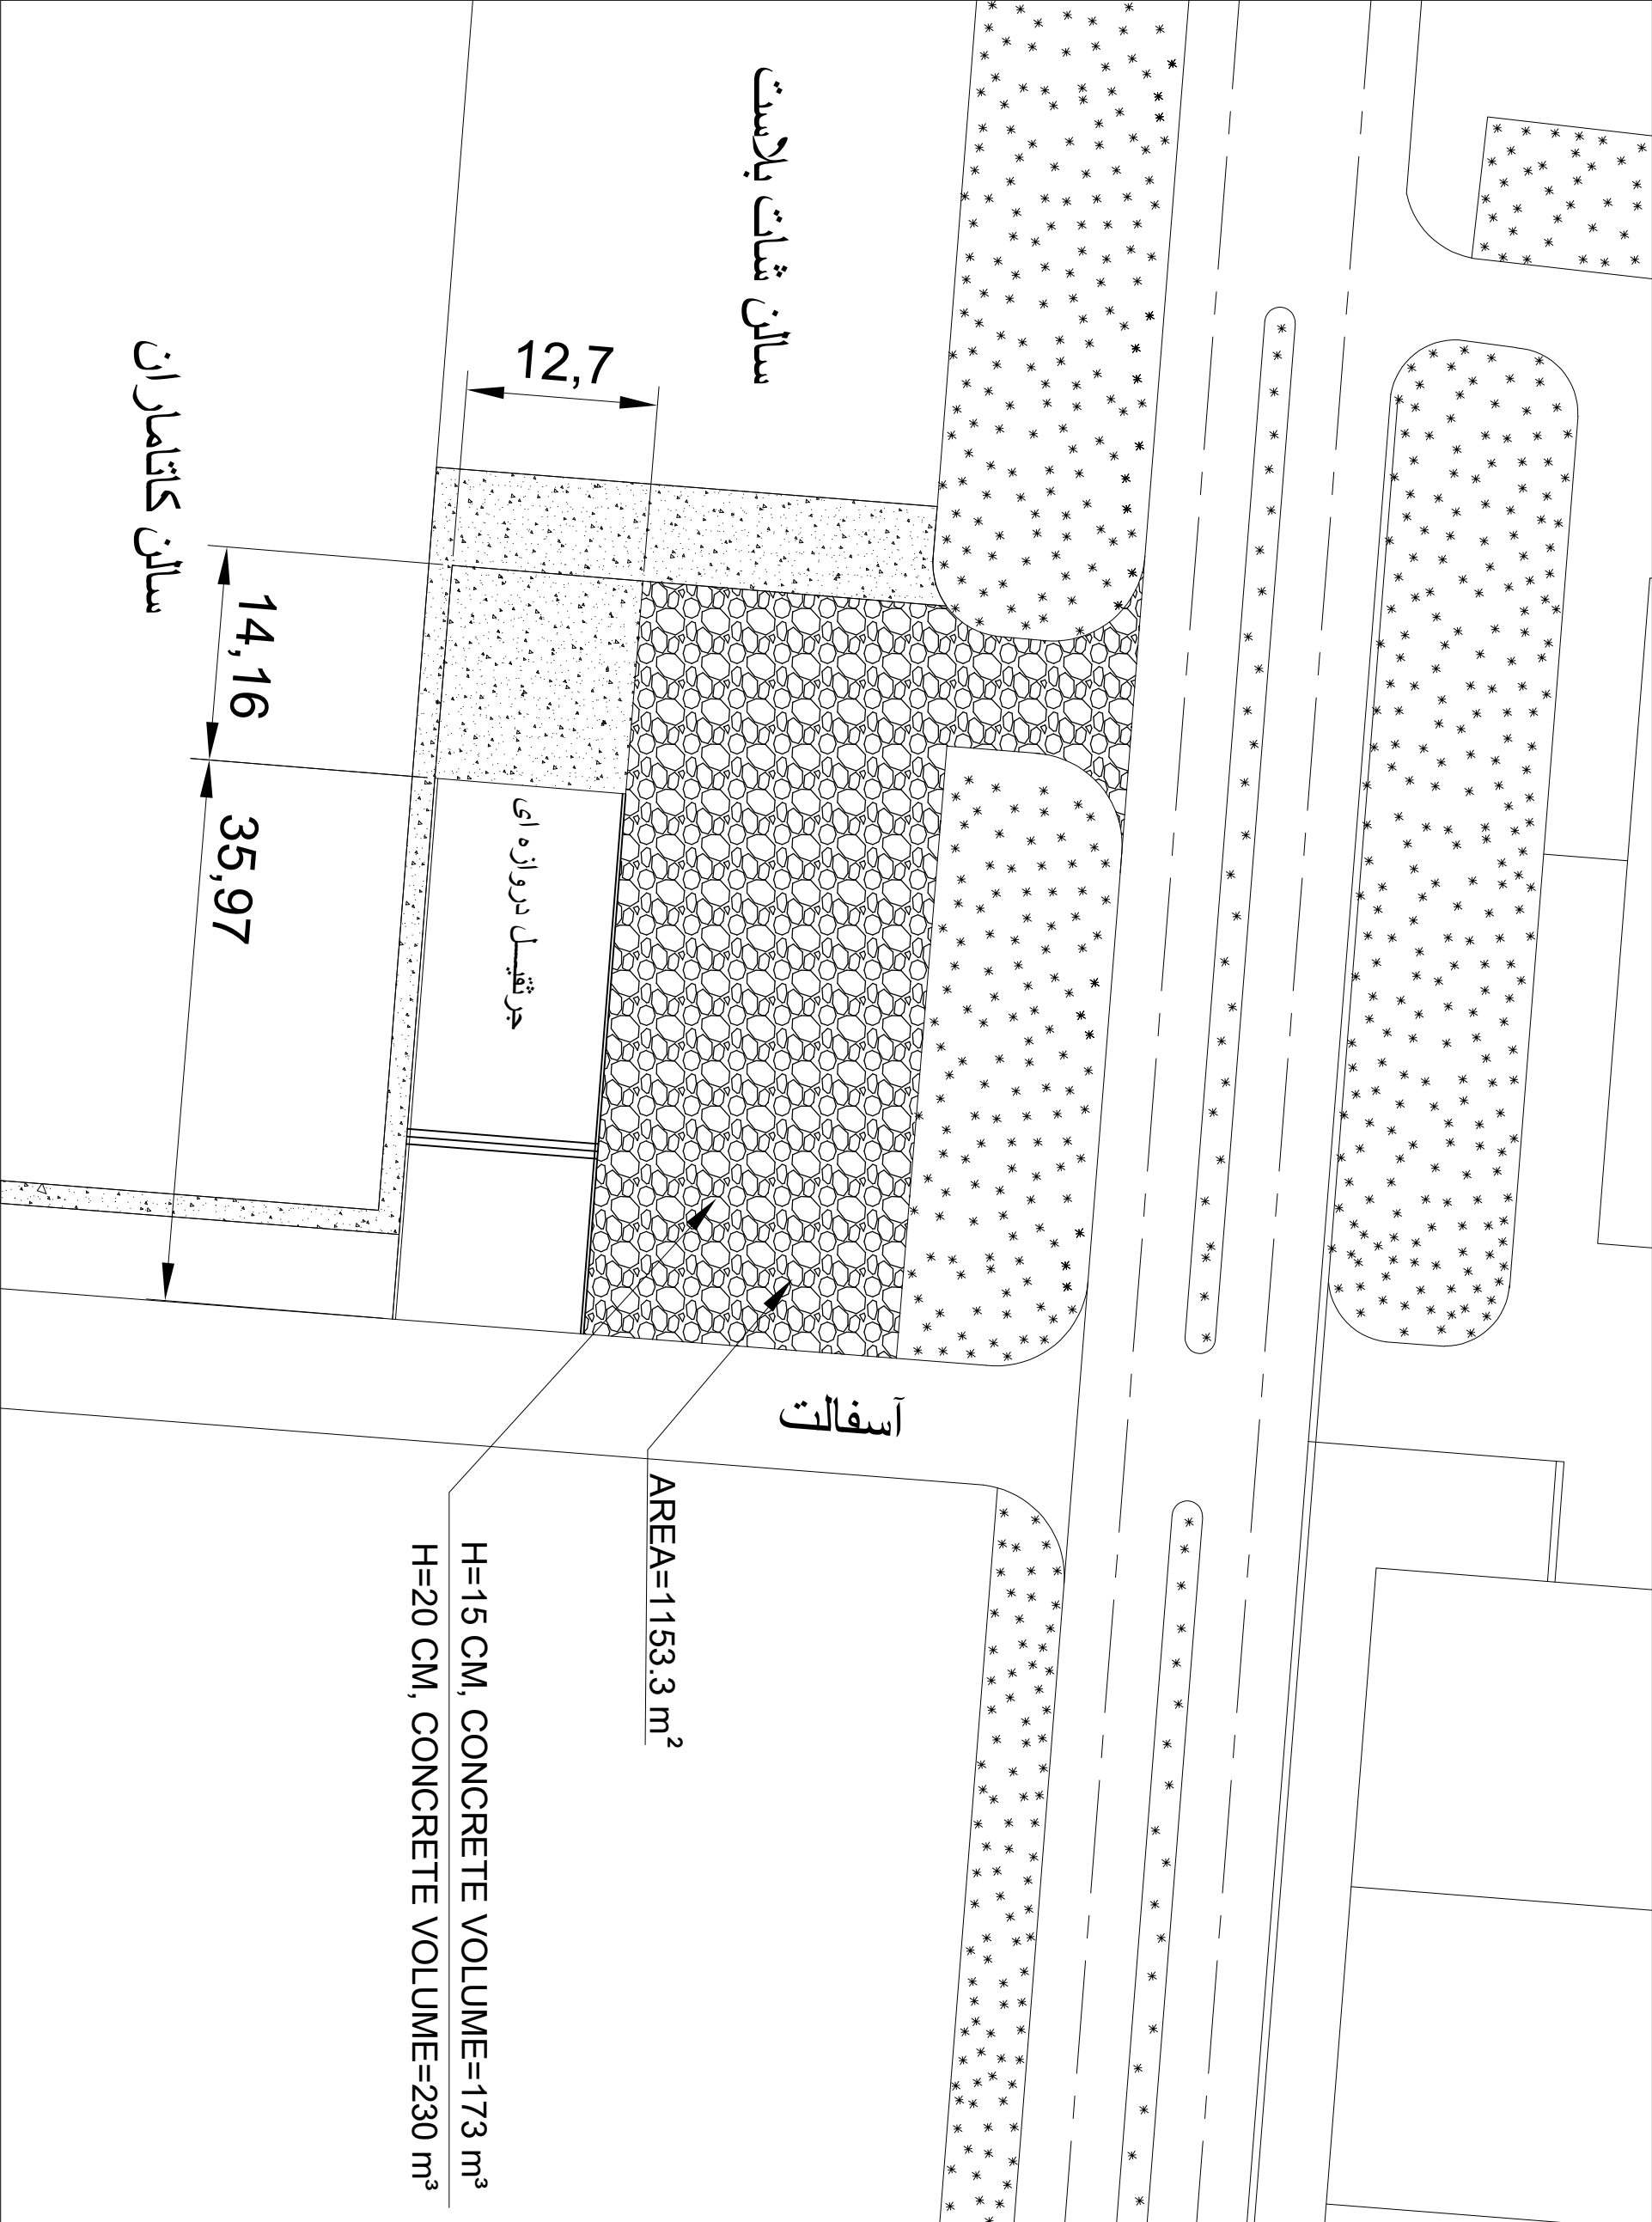 سالن شات بلاست
سالن کاتاماران
12,7
14,16
35,97
جرثقیل دروازه ای
آسفالت
AREA=1153.3 m²
H=15 CM, CONCRETE VOLUME=173 m³
H=20 CM, CONCRETE VOLUME=230 m³